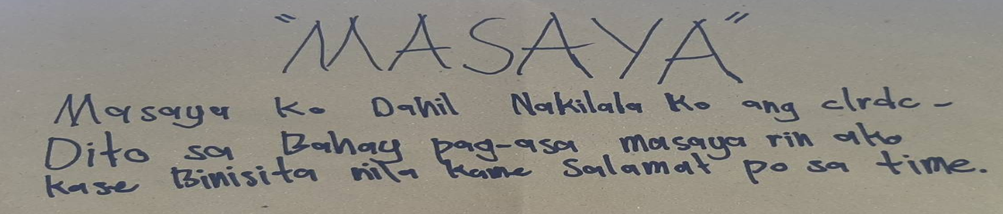 "MASAYA"
Masaya ko Dahil Nakilala Ko ang clrdc -
Dito sa Bahay pag-asa masaya rin ako
kase Binisita nila kame Salamat po sa time.